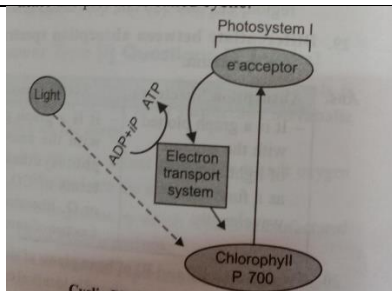 Photosystem I
e⁻acceptor
Light
ADP+iP
ATP
Electron
transport
system
Chlorophyll
P 700